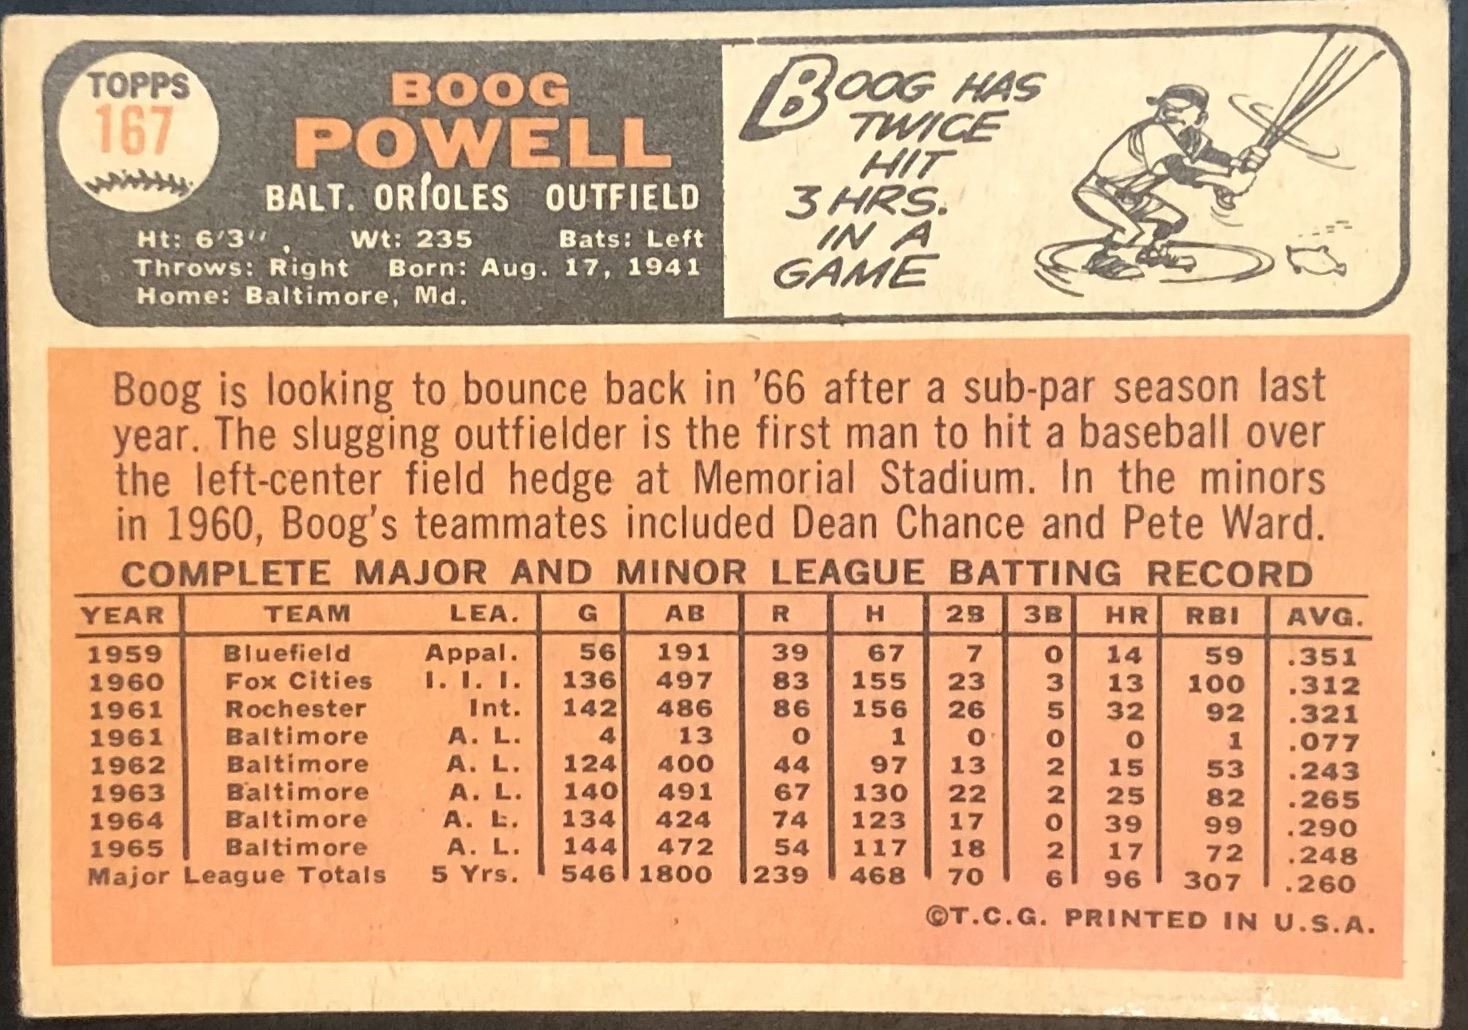 TOPPS
167
BOOG
POWELL
BALT. ORIOLES OUTFIELD
Ht: 6'3", Wt: 235 Bats: Left
Throws: Right Born: Aug. 17, 1941
Home: Baltimore, Md.
BOOG HAS
TWICE
HIT
3 HRS.
IN A
GAME
Boog is looking to bounce back in '66 after a sub-par season last
year. The slugging outfielder is the first man to hit a baseball over
the left-center field hedge at Memorial Stadium. In the minors
in 1960, Boog's teammates included Dean Chance and Pete Ward.
COMPLETE MAJOR AND MINOR LEAGUE BATTING RECORD
YEAR TEAM LEA. G AB R H 2B 3B HR RBI AVG.
1959 Bluefield Appal. 56 191 39 67 7 0 14 59 .351
1960 Fox Cities I. I. I. 136 497 83 155 23 3 13 100 .312
1961 Rochester Int. 142 486 86 156 26 5 32 92 .321
1961 Baltimore A. L. 4 13 0 1 0 0 0 1 .077
1962 Baltimore A. L. 124 400 44 97 13 2 15 53 .243
1963 Baltimore A. L. 140 491 67 130 22 2 25 82 .265
1964 Baltimore A. L. 134 424 74 123 17 0 39 99 .290
1965 Baltimore A. L. 144 472 54 117 18 2 17 72 .248
Major League Totals 5 Yrs. 546 1800 239 468 70 6 96 307 .260
©T.C.G. PRINTED IN U.S.A.